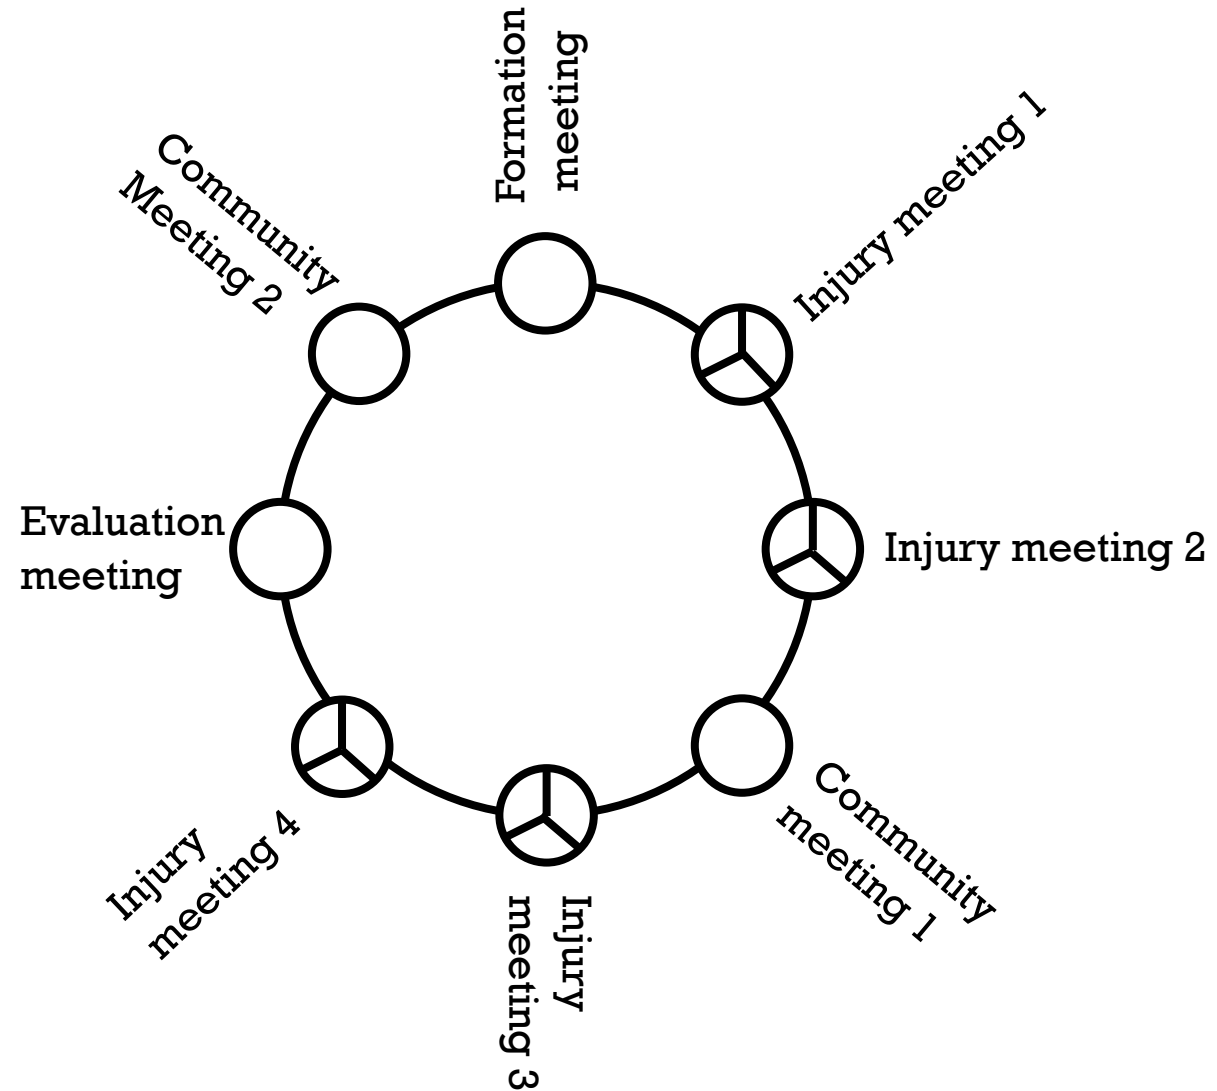 Formation
meeting
Injury meeting 1
Injury meeting 2
Community
meeting 1
Injury
meeting 3
Injury
meeting 4
Evaluation
meeting
Community
Meeting 2